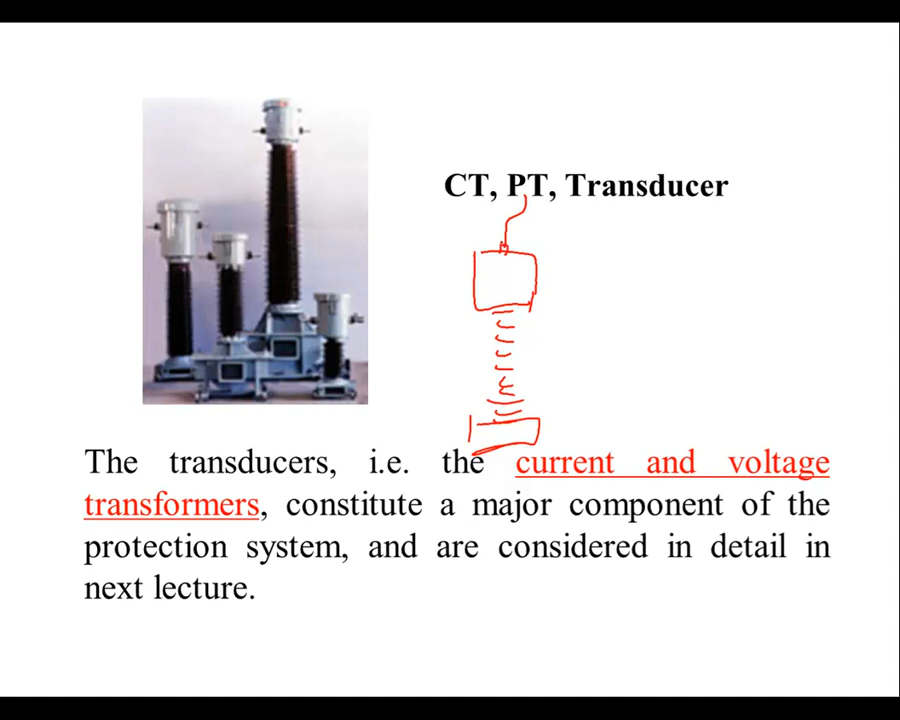 CT, PT, Transducer
The transducers, i.e. the current and voltage
transformers, constitute a major component of the
protection system, and are considered in detail in
next lecture.